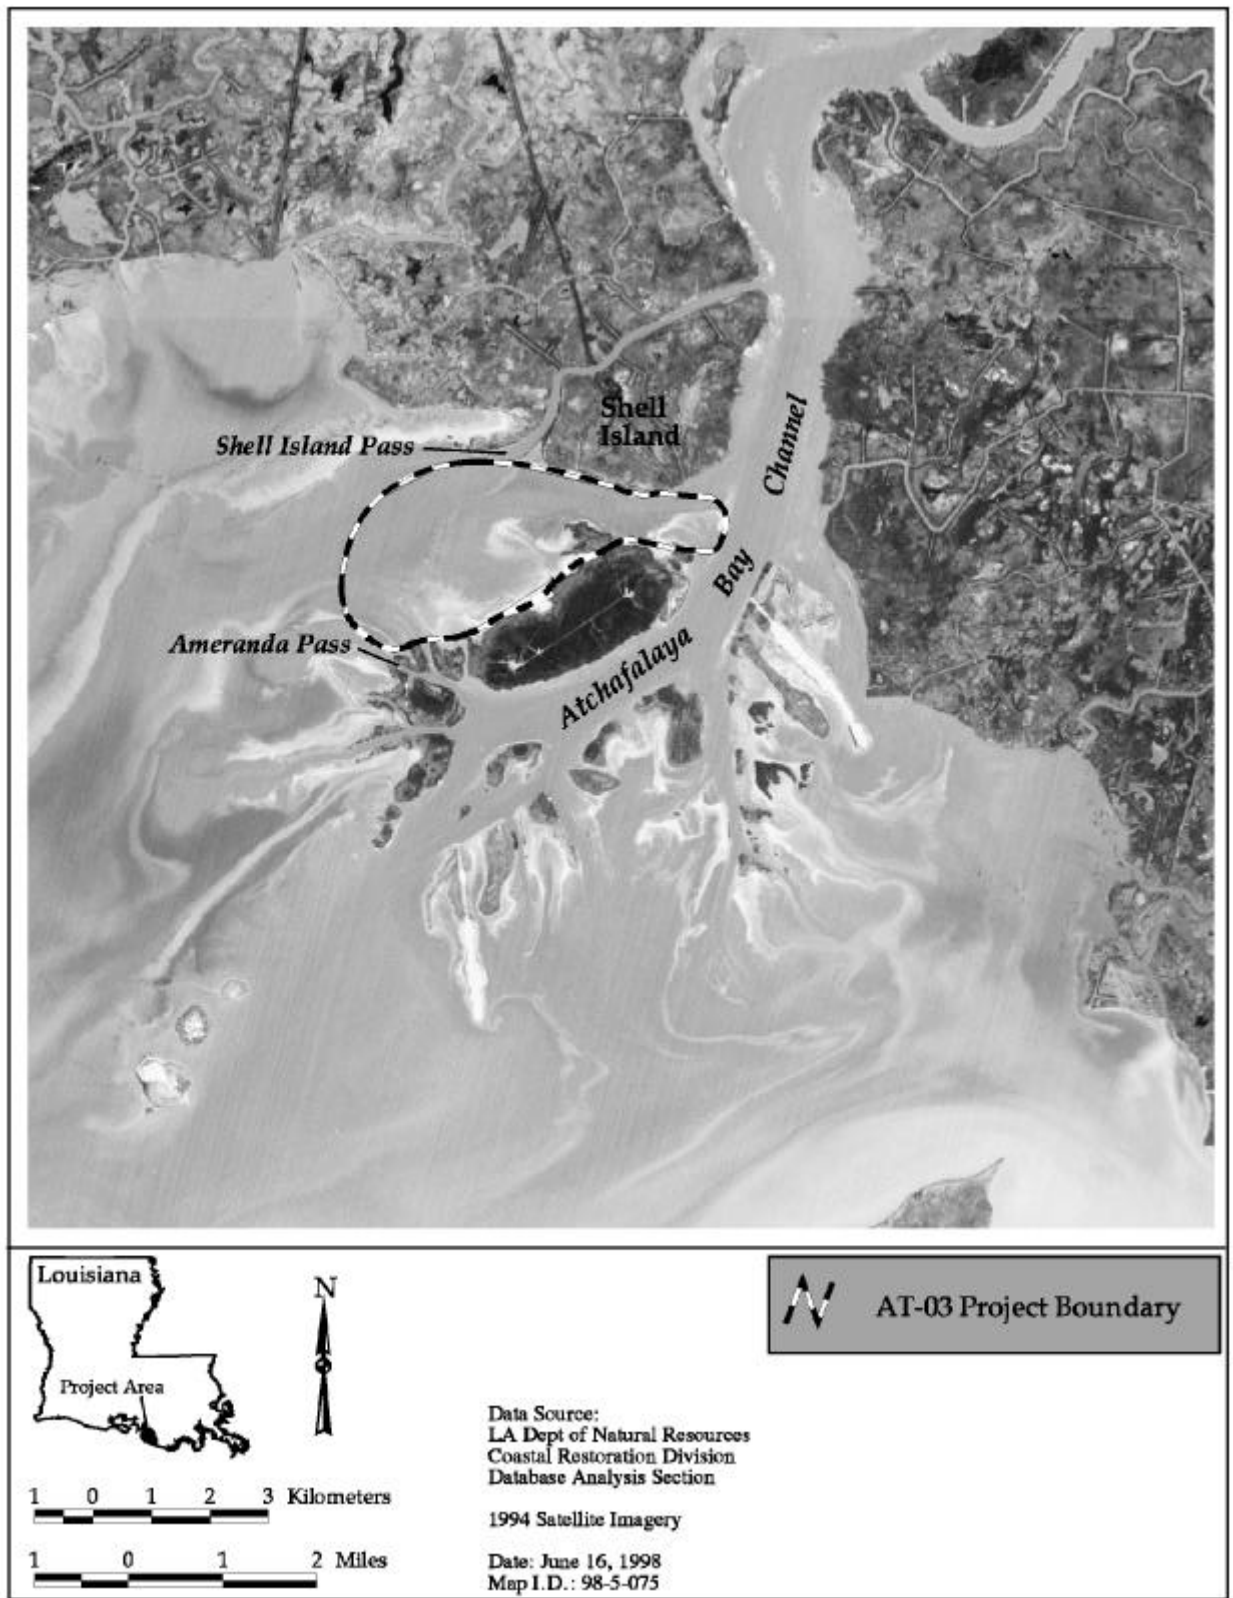 Shell
Island
Shell Island Pass
Channel
Bay
Ameranda Pass
Atchafalaya
Louisiana
Project Area
N
AT-03 Project Boundary
1 0 1 2 3 Kilometers
1 0 1 2 Miles
Data Source:
LA Dept of Natural Resources
Coastal Restoration Division
Database Analysis Section
1994 Satellite Imagery
Date: June 16, 1998
Map I.D.: 98-5-075